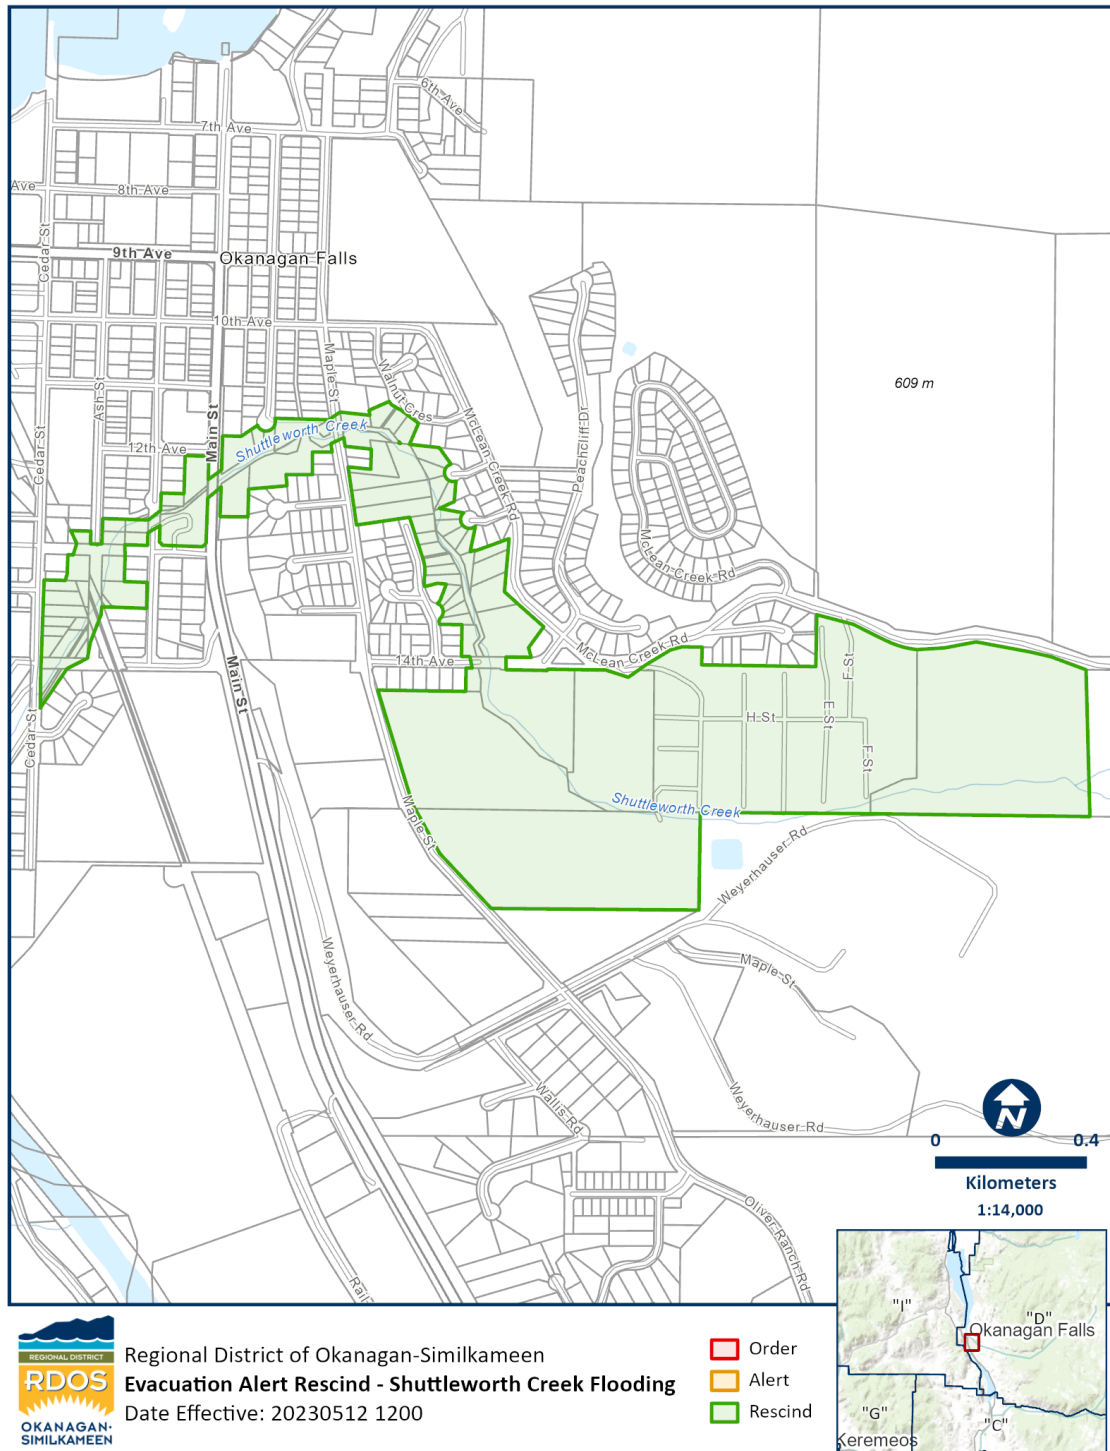 6th Ave
7th Ave
Ave
8th Ave
Cedar St
9th Ave
Okanagan Falls
10th Ave
Maple St
Walnut Cres
McLean Creek Rd
Peachcliff Dr
609 m
Ash St
Main St
Shuttleworth Creek
12th Ave
Cedar St
McLean Creek Rd
McLean Creek Rd
14th Ave
Main St
F St
E St
H St
F St
Cedar St
Shuttleworth Creek
Maple St
Weyerhauser Rd
Weyerhauser Rd
Maple St
Wallis Rd
Weyerhauser Rd
Oliver Ranch Rd
Rail
N
0 0.4
Kilometers
1:14,000
"I"
"D"
Okanagan Falls
"G"
"C"
Keremeos
REGIONAL DISTRICT
RDOS
OKANAGAN-
SIMILKAMEEN
Regional District of Okanagan-Similkameen
Evacuation Alert Rescind - Shuttleworth Creek Flooding
Date Effective: 20230512 1200
Order
Alert
Rescind